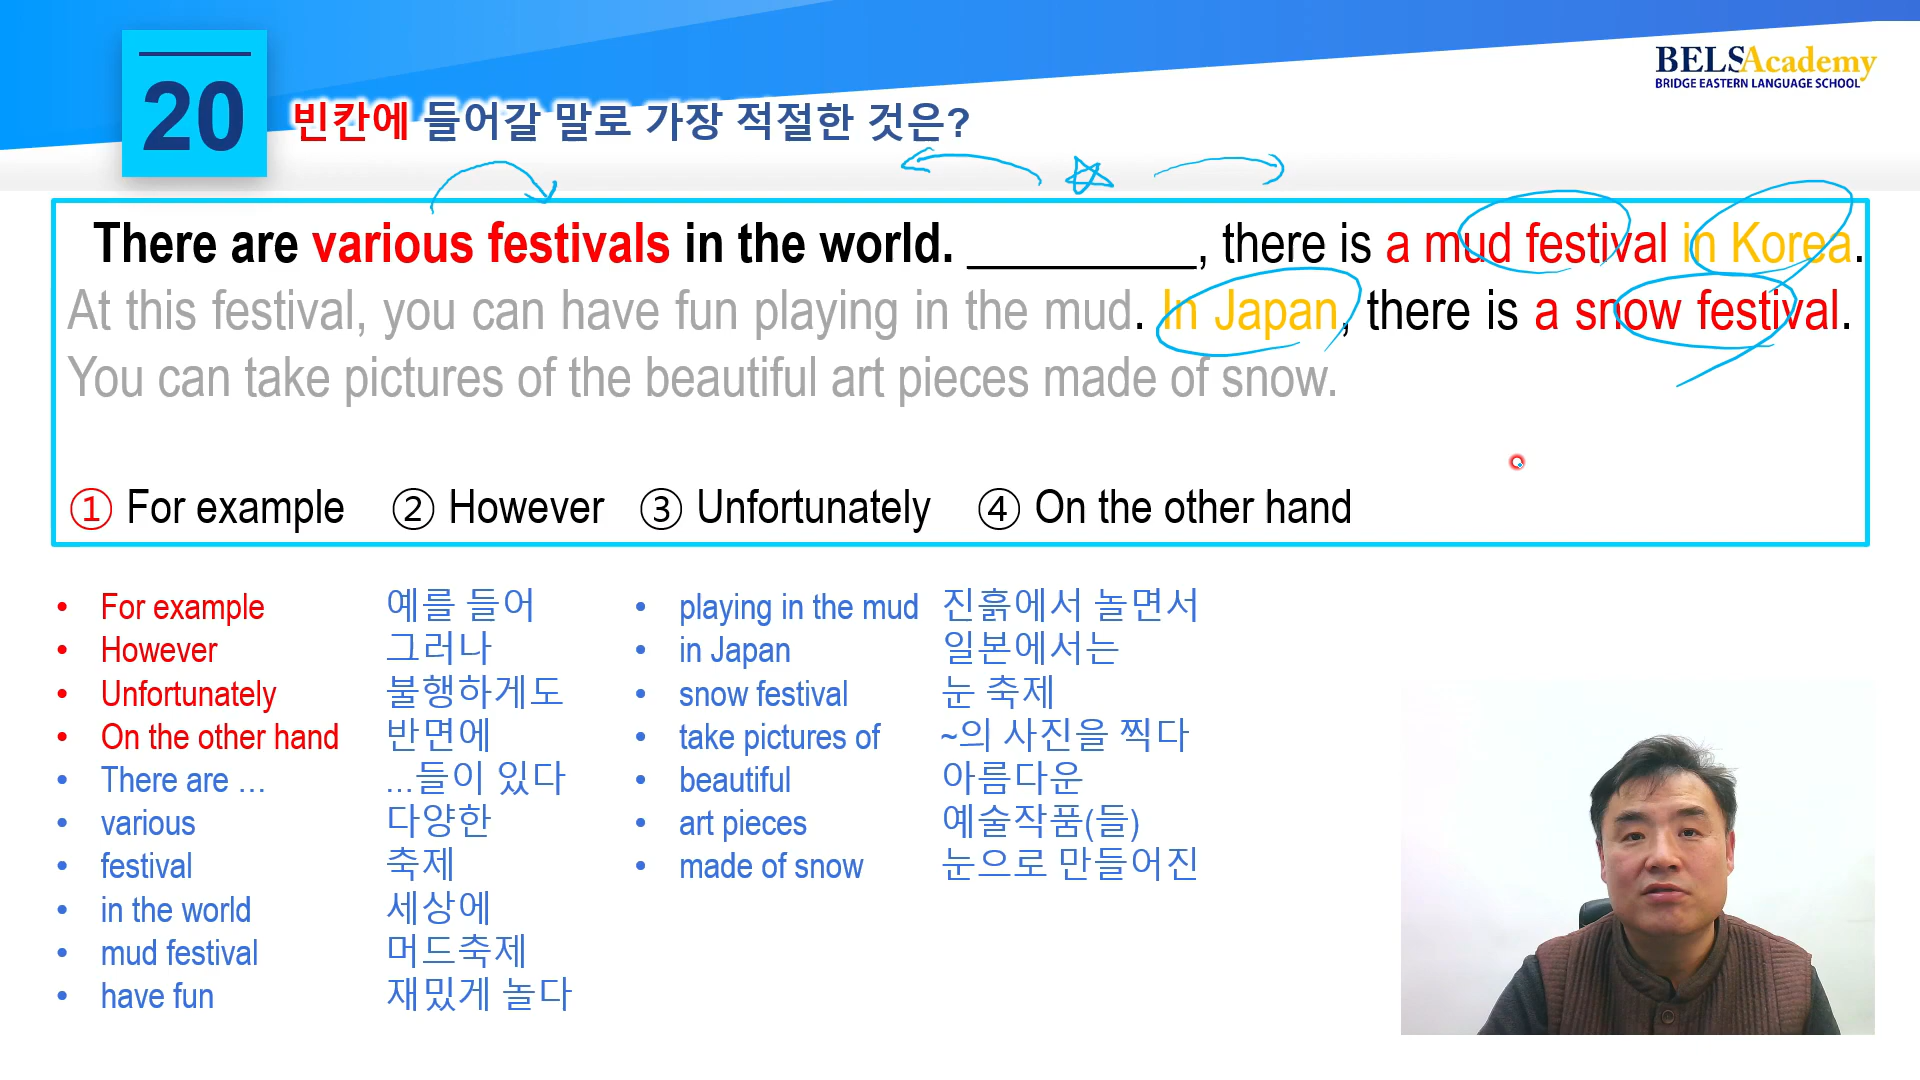 BELSAcademy
BRIDGE EASTERN LANGUAGE SCHOOL
20
빈칸에 들어갈 말로 가장 적절한 것은?
There are various festivals in the world. _________, there is a mud festival in Korea.
At this festival, you can have fun playing in the mud. In Japan, there is a snow festival.
You can take pictures of the beautiful art pieces made of snow.
① For example ② However ③ Unfortunately ④ On the other hand
• For example 예를 들어
• However 그러나
• Unfortunately 불행하게도
• On the other hand 반면에
• There are … …들이 있다
• various 다양한
• festival 축제
• in the world 세상에
• mud festival 머드축제
• have fun 재밌게 놀다
• playing in the mud 진흙에서 놀면서
• in Japan 일본에서는
• snow festival 눈 축제
• take pictures of ~의 사진을 찍다
• beautiful 아름다운
• art pieces 예술작품(들)
• made of snow 눈으로 만들어진